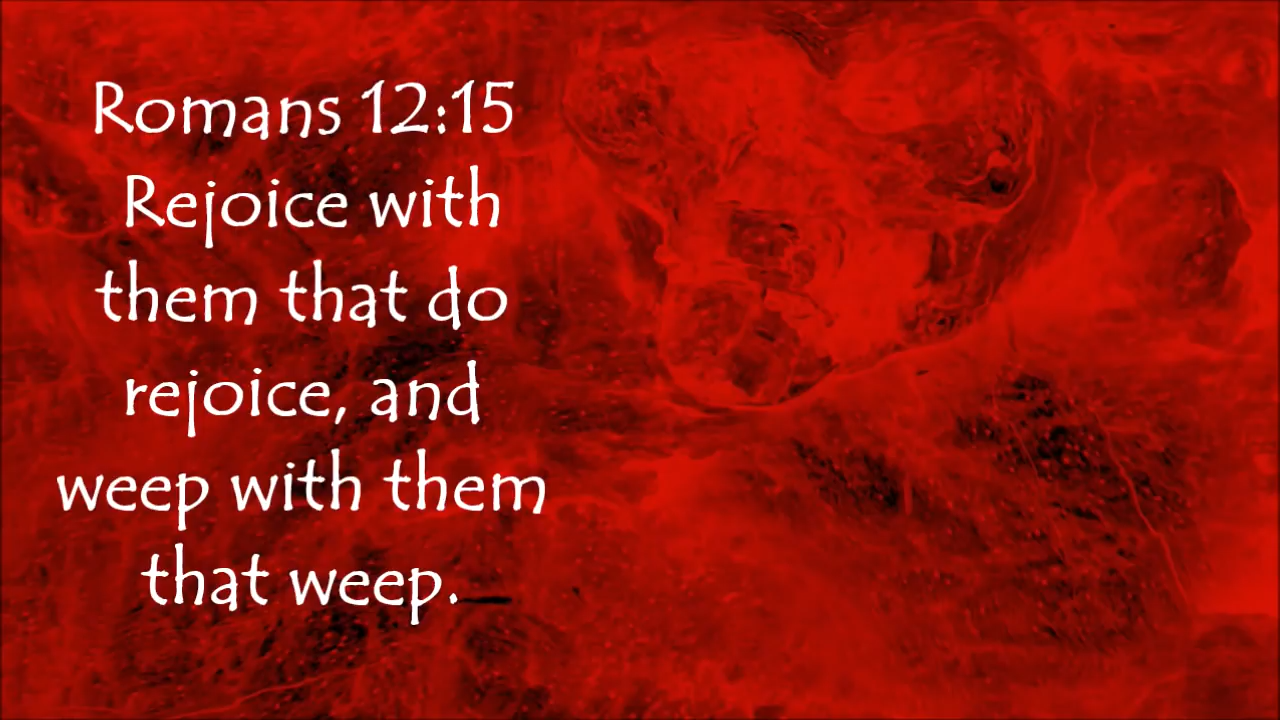 Romans 12:15
Rejoice with
them that do
rejoice, and
weep with them
that weep.